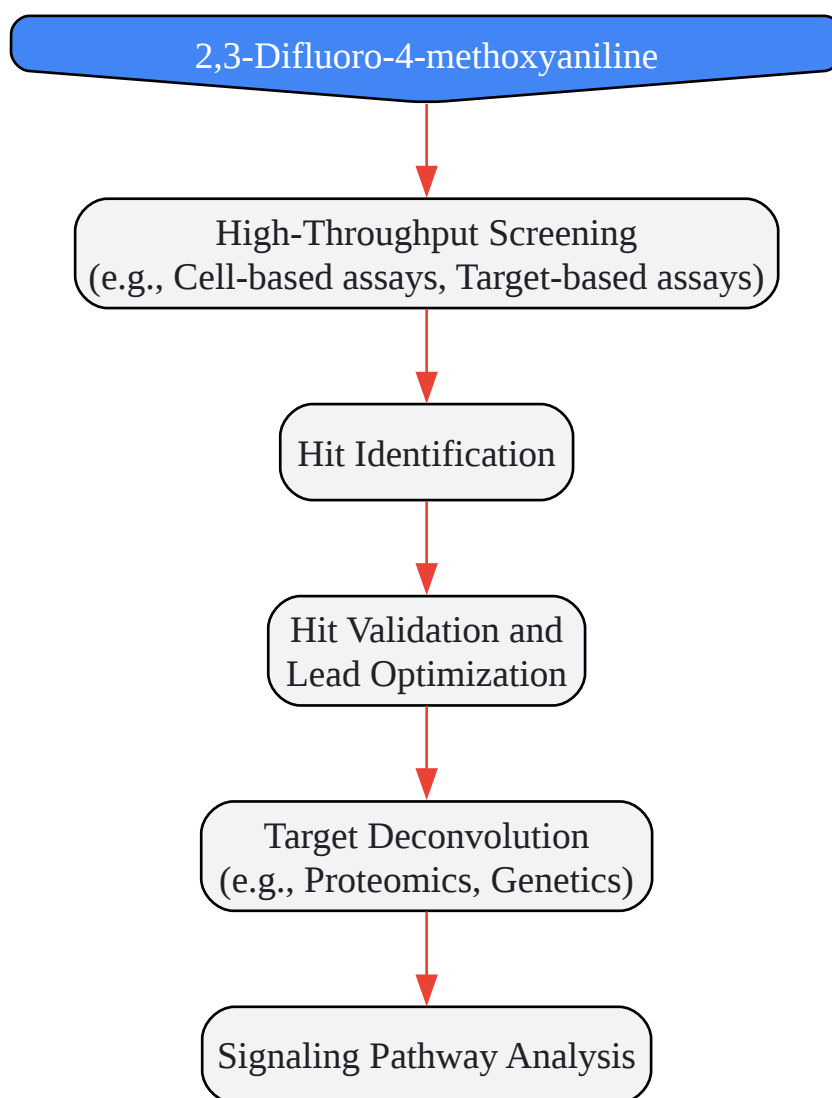 2,3-Difluoro-4-methoxyaniline
High-Throughput Screening
(e.g., Cell-based assays, Target-based assays)
Hit Identification
Hit Validation and
Lead Optimization
Target Deconvolution
(e.g., Proteomics, Genetics)
Signaling Pathway Analysis